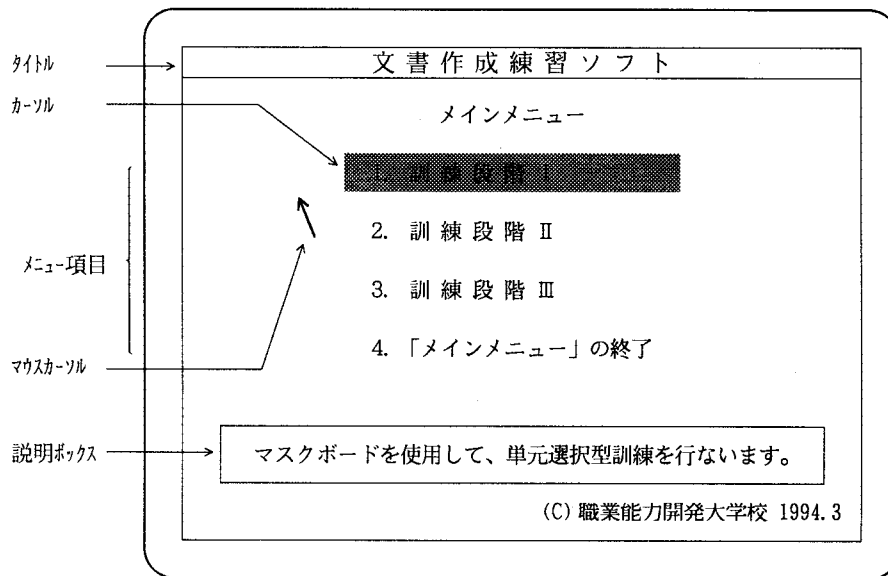 タイトル
カーソル
メニュー項目
マウスカーソル
説明ボックス
文書作成練習ソフト
メインメニュー
1. 訓練段階 I
2. 訓練段階 Ⅱ
3. 訓練段階 Ⅲ
4. 「メインメニュー」の終了
マスクボードを使用して、単元選択型訓練を行ないます。
(C) 職業能力開発大学校 1994.3